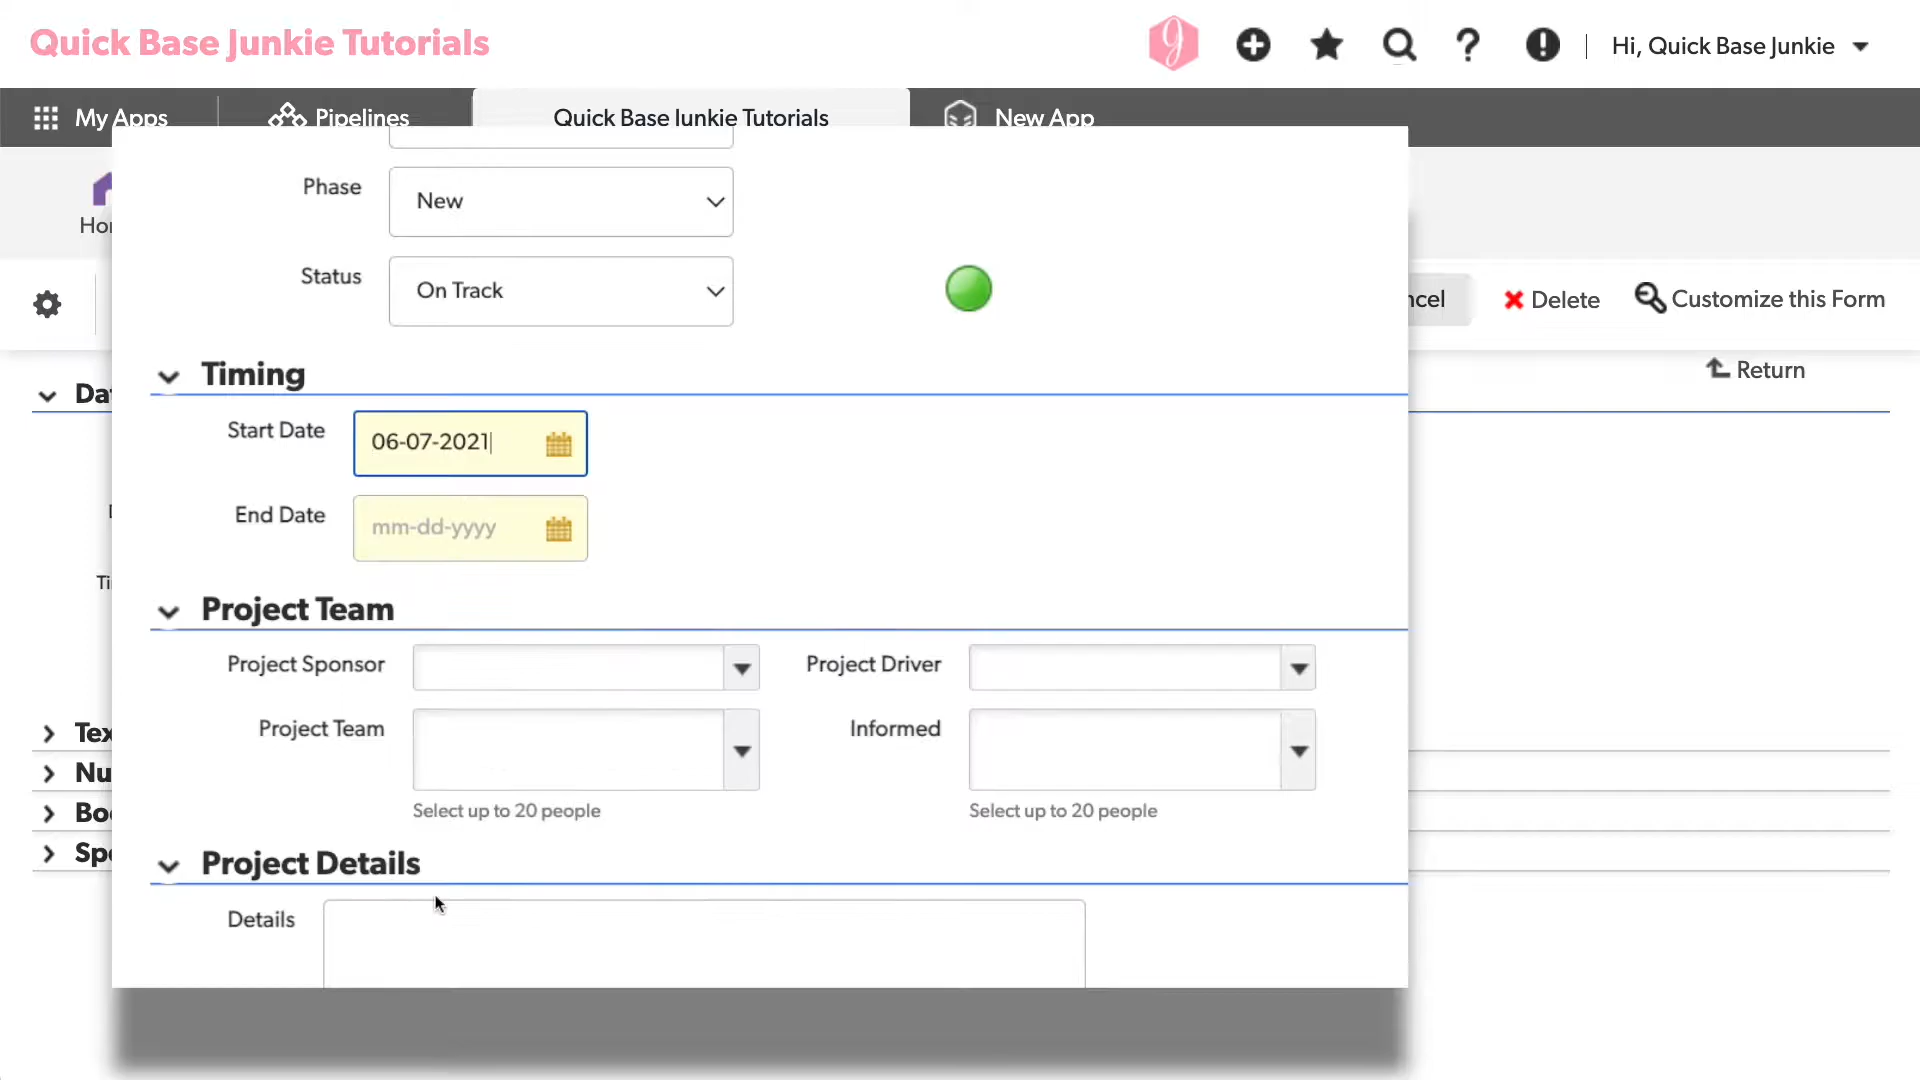 Quick Base Junkie Tutorials
Hi, Quick Base Junkie
My Apps
Pipelines
Quick Base Junkie Tutorials
New App
Phase
New
Status
On Track
Delete
Customize this Form
Return
Timing
Start Date
06-07-2021
End Date
mm-dd-yyyy
Project Team
Project Sponsor
Project Driver
Project Team
Informed
Select up to 20 people
Select up to 20 people
Project Details
Details